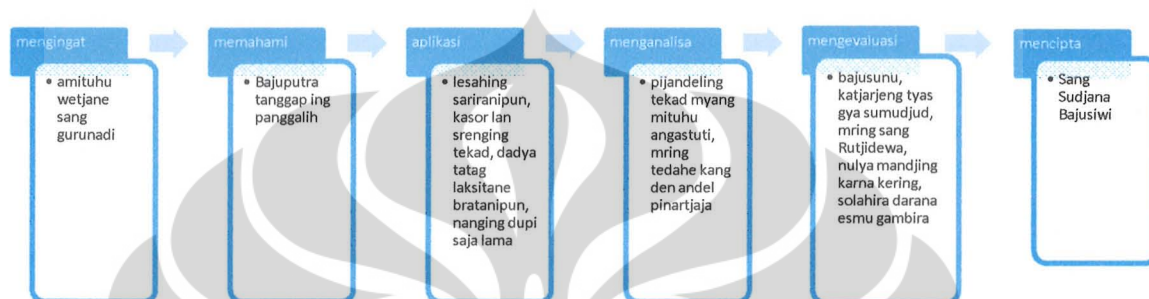 mengingat
• amituhu
wetjane
sang
gurunadi
memahami
• Bajuputra
tanggap ing
panggalih
aplikasi
• lesahing
sariranipun,
kasor lan
srenging
tekad, dadya
tatag
laksitane
bratanipun,
nanging dupi
saja lama
menganalisa
• pijandeling
tekad myang
mituhu
angastuti,
mring
tedahe kang
den andel
pinartjaja
mengevaiuasi
• bajusunu,
katjarjeng tyas
gya sumudjud,
mring sang
Rutjidewa,
nulya mandjing
karna kering,
solahira darana
esmu gambira
mencipta
• Sang
Sudjana
Bajusiwi